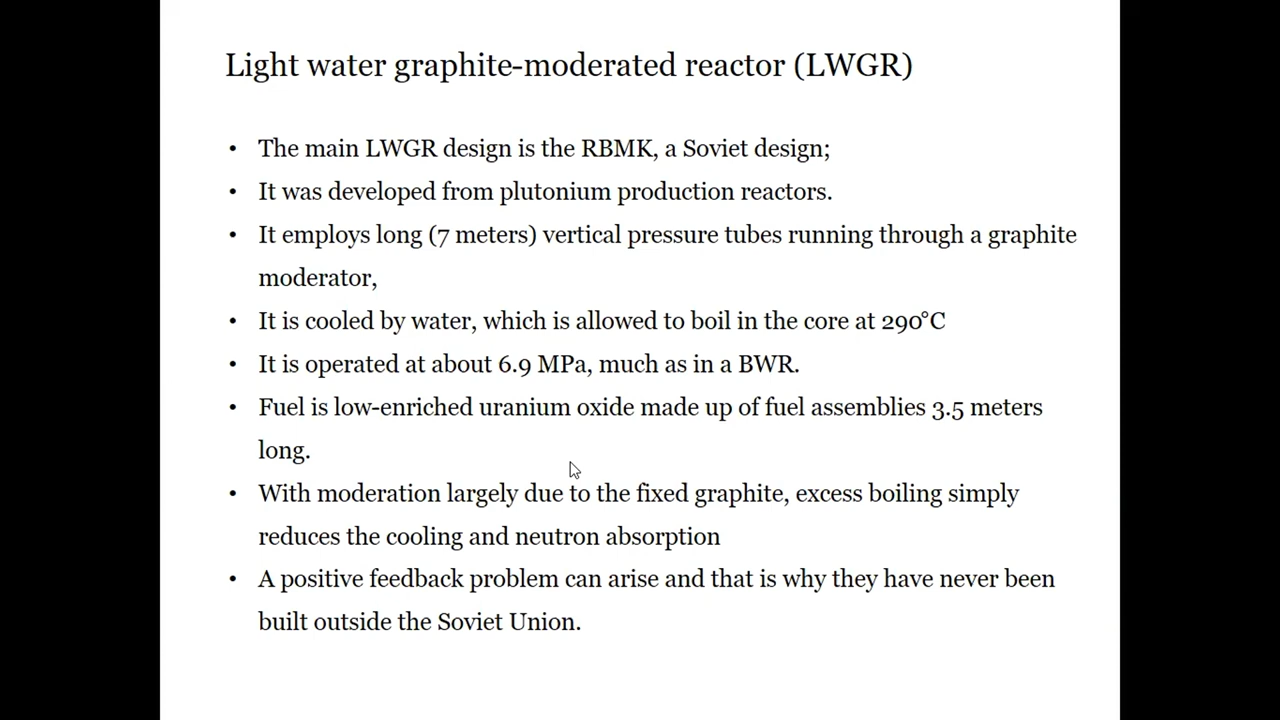 Light water graphite-moderated reactor (LWGR)
• The main LWGR design is the RBMK, a Soviet design;
• It was developed from plutonium production reactors.
• It employs long (7 meters) vertical pressure tubes running through a graphite
moderator,
• It is cooled by water, which is allowed to boil in the core at 290°C
• It is operated at about 6.9 MPa, much as in a BWR.
• Fuel is low-enriched uranium oxide made up of fuel assemblies 3.5 meters
long.
• With moderation largely due to the fixed graphite, excess boiling simply
reduces the cooling and neutron absorption
• A positive feedback problem can arise and that is why they have never been
built outside the Soviet Union.